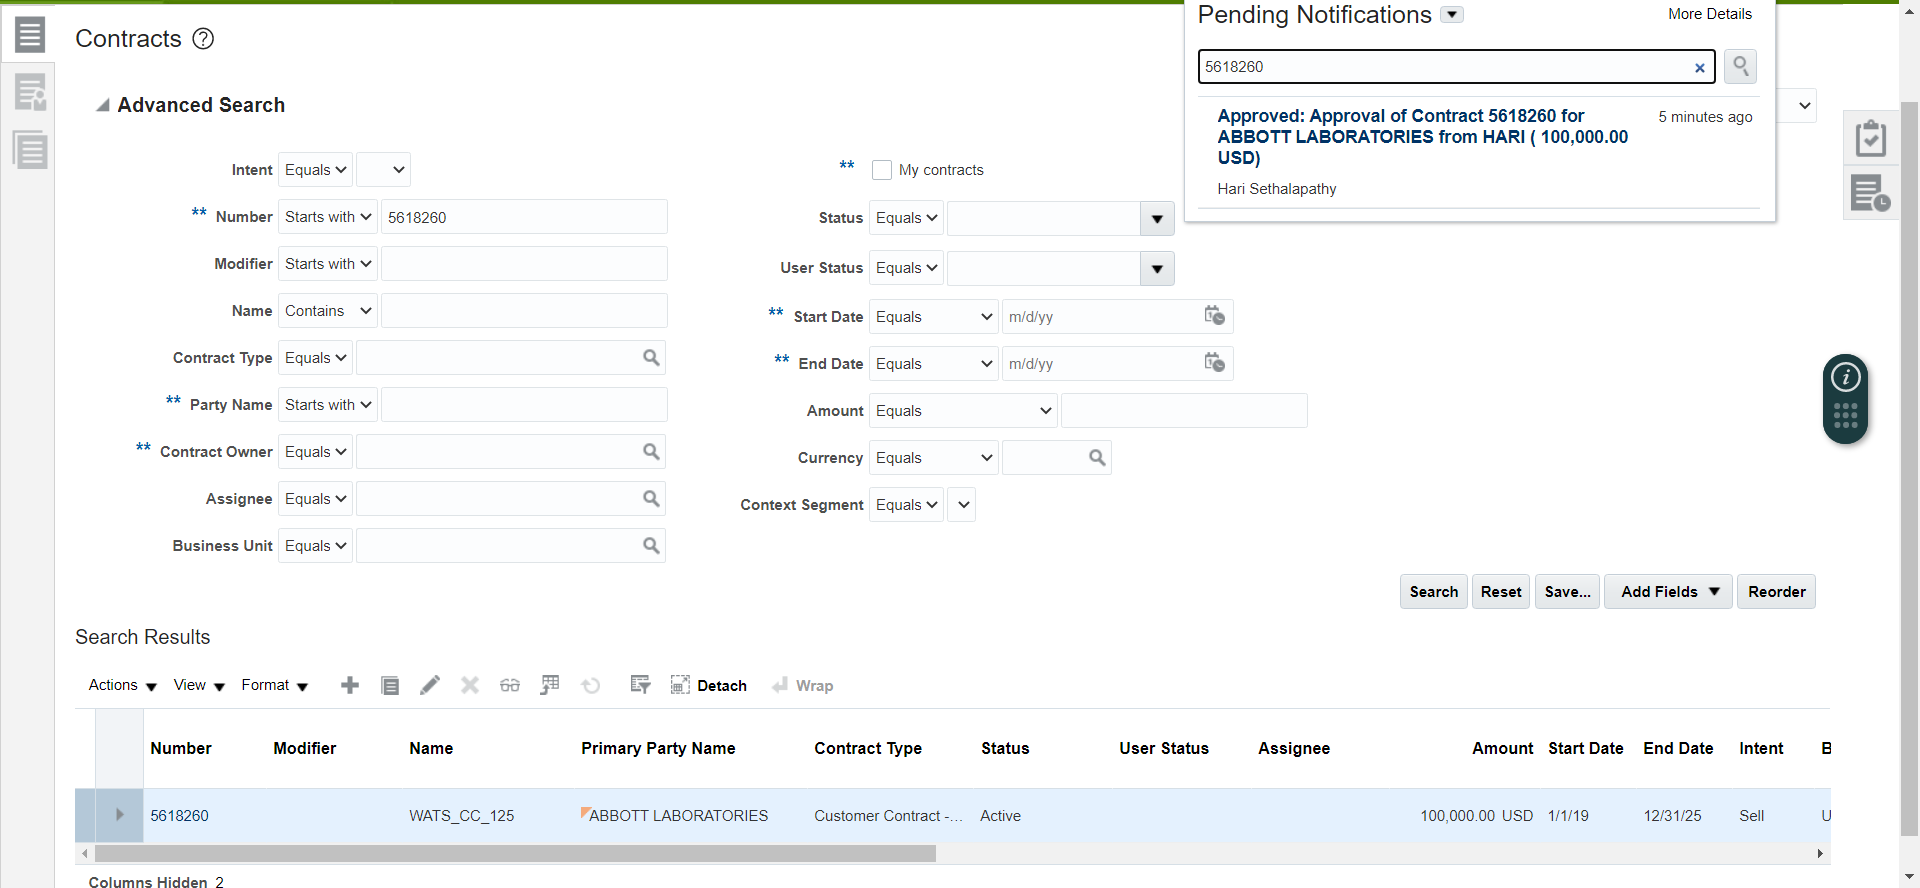 Pending Notifications
More Details
5618260
Approved: Approval of Contract 5618260 for
ABBOTT LABORATORIES from HARI ( 100,000.00
USD)
5 minutes ago
Hari Sethalapathy
Contracts
Advanced Search
Intent Equals
** Number Starts with 5618260
Modifier Starts with
Name Contains
Contract Type Equals
** Party Name Starts with
** Contract Owner Equals
Assignee Equals
Business Unit Equals
** My contracts
Status Equals
User Status Equals
** Start Date Equals m/d/yy
** End Date Equals m/d/yy
Amount Equals
Currency Equals
Context Segment Equals
Search Reset Save... Add Fields Reorder
Search Results
Actions View Format Detach Wrap
Number Modifier Name Primary Party Name Contract Type Status User Status Assignee Amount Start Date End Date Intent B
5618260 WATS_CC_125 ABBOTT LABORATORIES Customer Contract -... Active 100,000.00 USD 1/1/19 12/31/25 Sell U
Columns Hidden 2